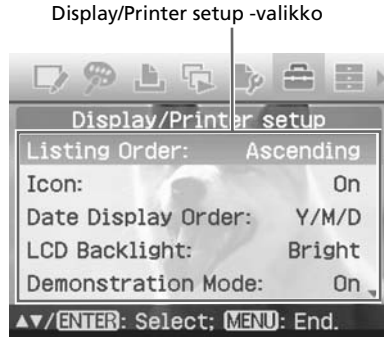 Display/Printer setup -valikko
Display/Printer setup
Listing Order: Ascending
Icon: On
Date Display Order: Y/M/D
LCD Backlight: Bright
Demonstration Mode: On
▲▼/ENTER: Select; MENU: End.